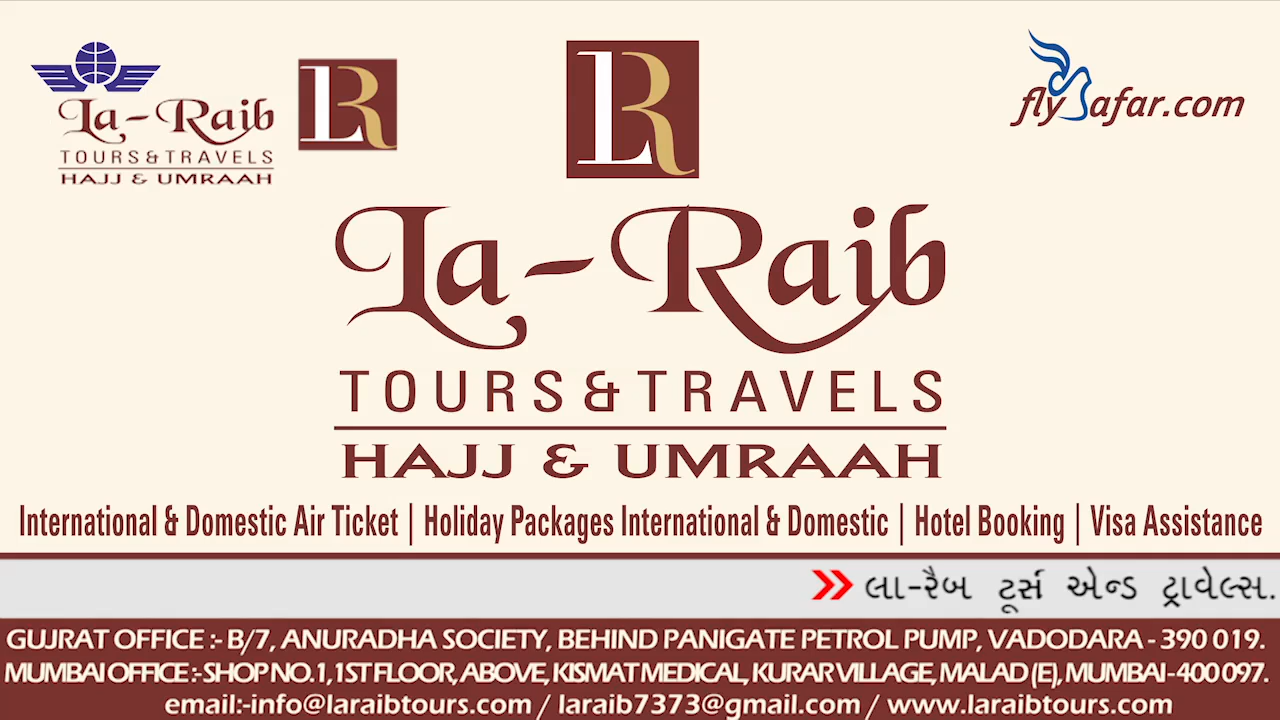 La-Raib
TOURS & TRAVELS
HAJJ & UMRAAH
LR
LR
flySafar.com
La-Raib
TOURS & TRAVELS
HAJJ & UMRAAH
International & Domestic Air Ticket | Holiday Packages International & Domestic | Hotel Booking | Visa Assistance
લા-રૈબ ટૂર્સ એન્ડ ટ્રાવેલ્સ.
GUJRAT OFFICE :- B/7, ANURADHA SOCIETY, BEHIND PANIGATE PETROL PUMP, VADODARA - 390 019.
MUMBAI OFFICE :- SHOP NO. 1, 1ST FLOOR, ABOVE, KISMAT MEDICAL, KURAR VILLAGE, MALAD (E), MUMBAI - 400 097.
email:-info@laraibtours.com / laraib7373@gmail.com / www.laraibtours.com